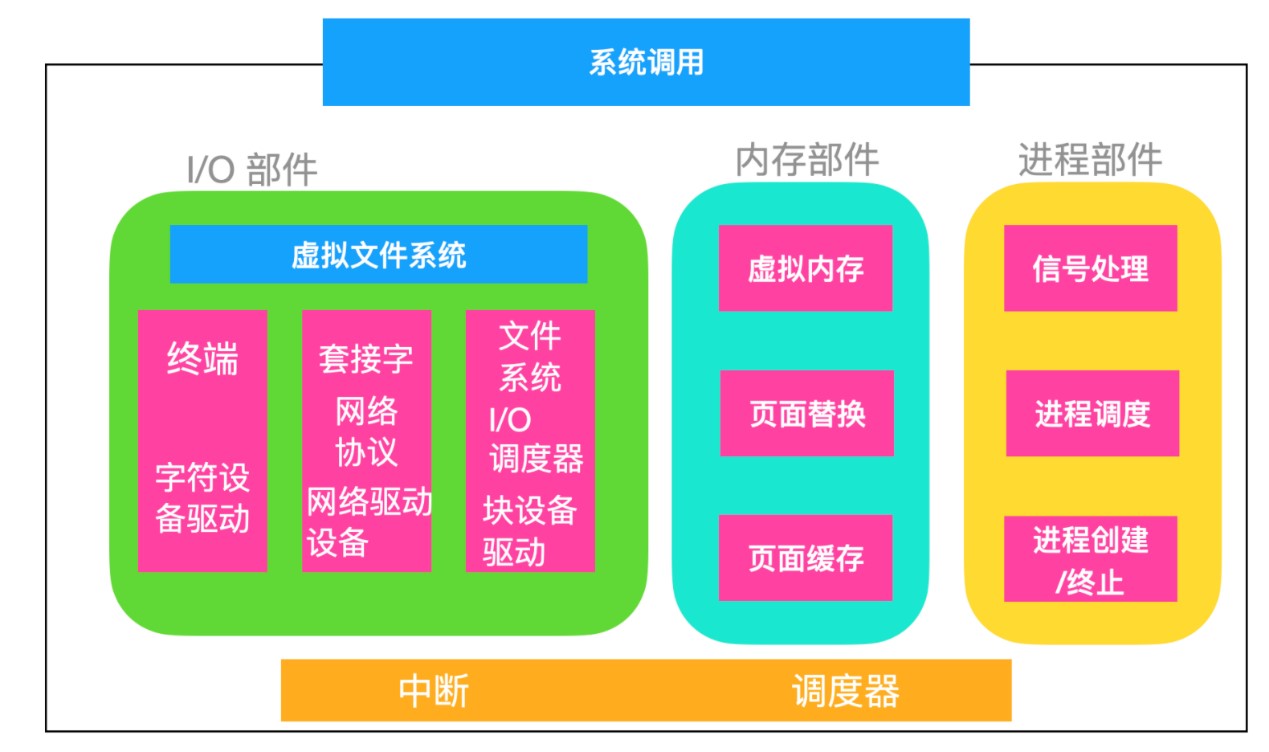 系统调用
I/O 部件
内存部件
进程部件
虚拟文件系统
终端
字符设
备驱动
套接字
网络
协议
网络驱动
设备
文件
系统
I/O
调度器
块设备
驱动
虚拟内存
页面替换
页面缓存
信号处理
进程调度
进程创建
/终止
中断
调度器